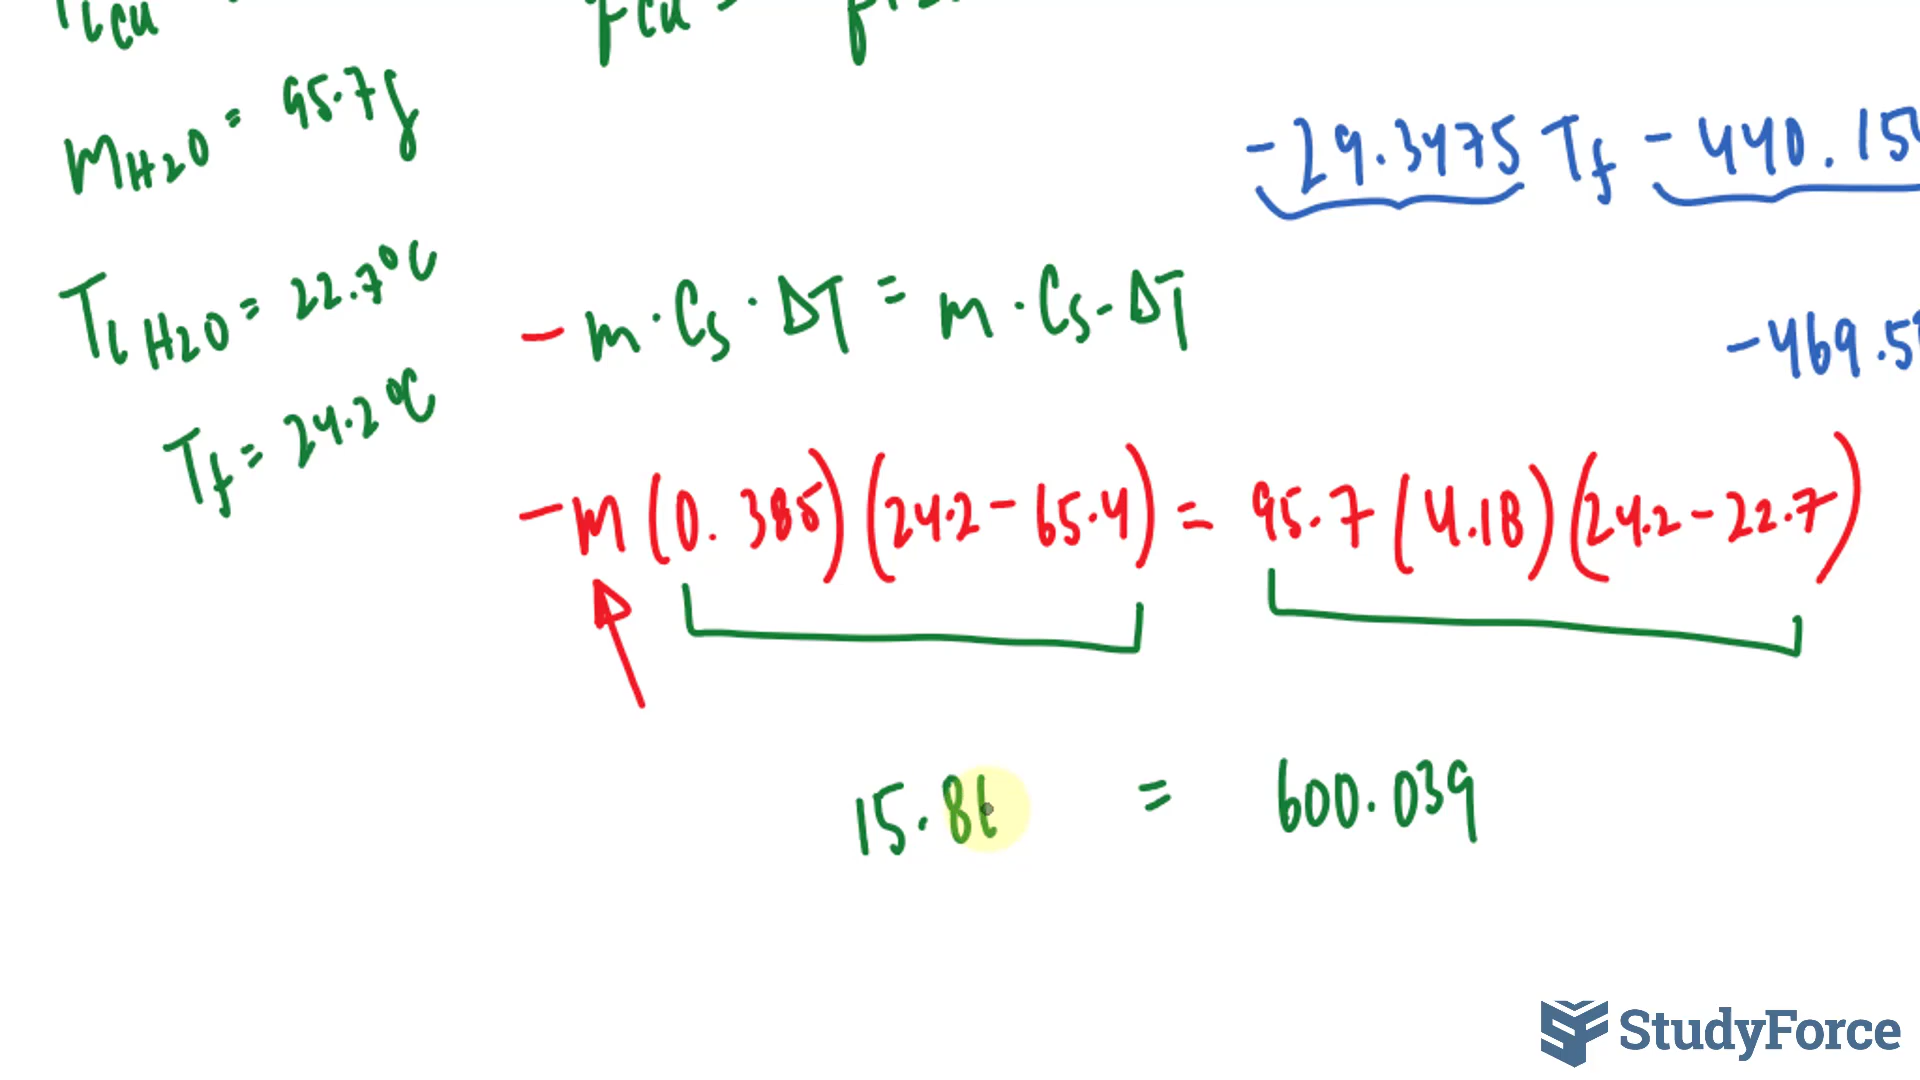 m H2O = 95.7g
-29.3475 Tf - 440.15
Ti H2O = 22.7°C
-m · Cs · ΔT = m · Cs - ΔT
-469.5
Tf = 24.2°C
-m (0.385)(24.2-65.4) = 95.7 (4.18)(24.2-22.7)
15.86 = 600.039
StudyForce